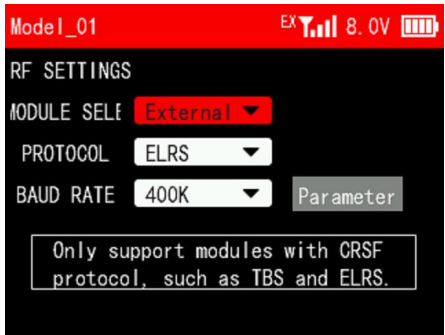 Model_01 EX 8.0V
RF SETTINGS
MODULE SELE External
PROTOCOL ELRS
BAUD RATE 400K Parameter
Only support modules with CRSF
protocol, such as TBS and ELRS.